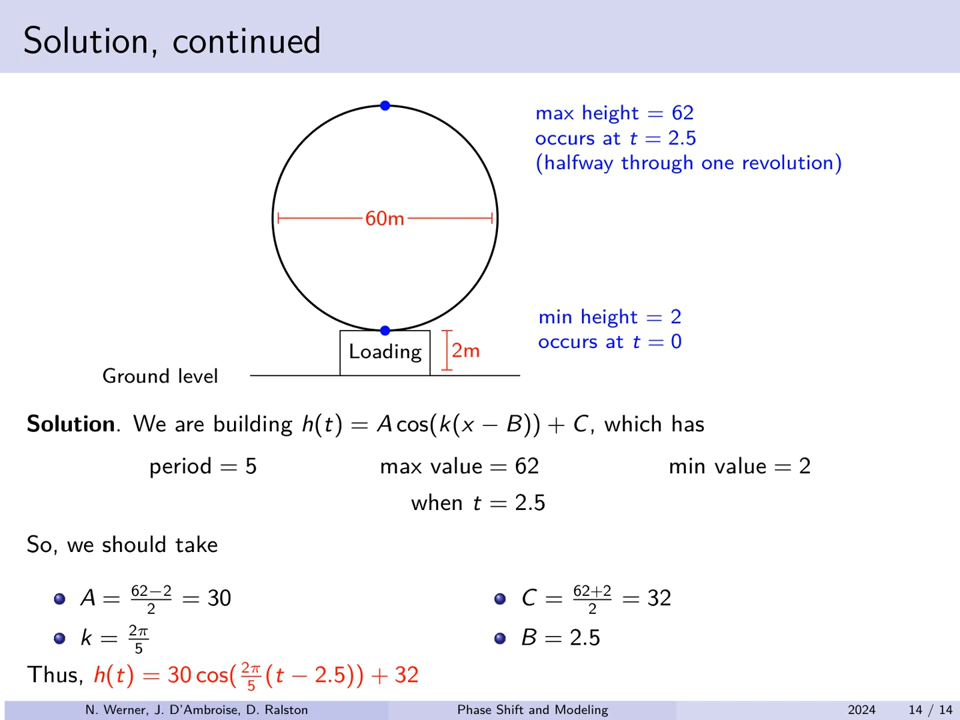 Solution, continued
max height = 62
occurs at t = 2.5
(halfway through one revolution)
60m
min height = 2
occurs at t = 0
Loading
2m
Ground level
Solution. We are building h(t) = A cos(k(x − B)) + C, which has
period = 5 max value = 62 min value = 2
when t = 2.5
So, we should take
A = \frac{62−2}{2} = 30
C = \frac{62+2}{2} = 32
k = \frac{2π}{5}
B = 2.5
Thus, h(t) = 30 cos(\frac{2π}{5}(t − 2.5)) + 32
N. Werner, J. D'Ambroise, D. Ralston Phase Shift and Modeling 2024 14 / 14